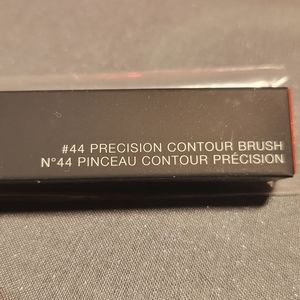 #44 PRECISION CONTOUR BRUSH
N°44 PINCEAU CONTOUR PRÉCISION